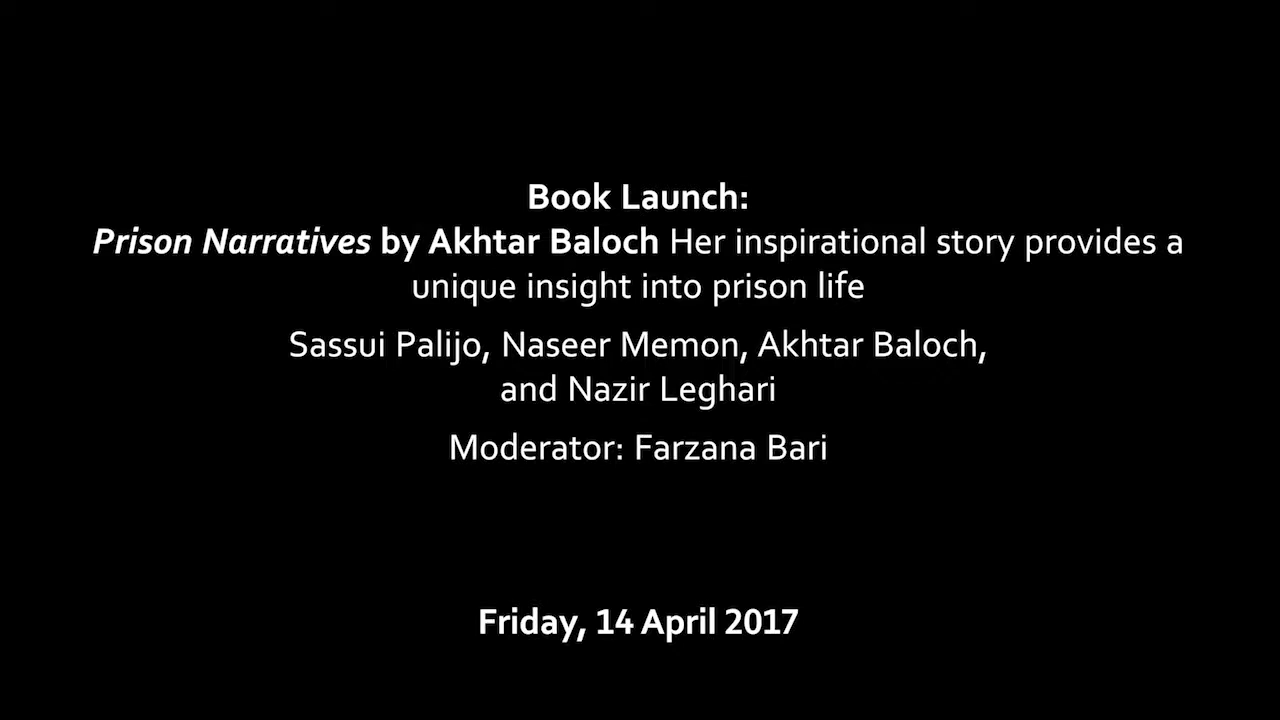 Book Launch:
Prison Narratives by Akhtar Baloch Her inspirational story provides a
unique insight into prison life
Sassui Palijo, Naseer Memon, Akhtar Baloch,
and Nazir Leghari
Moderator: Farzana Bari
Friday, 14 April 2017